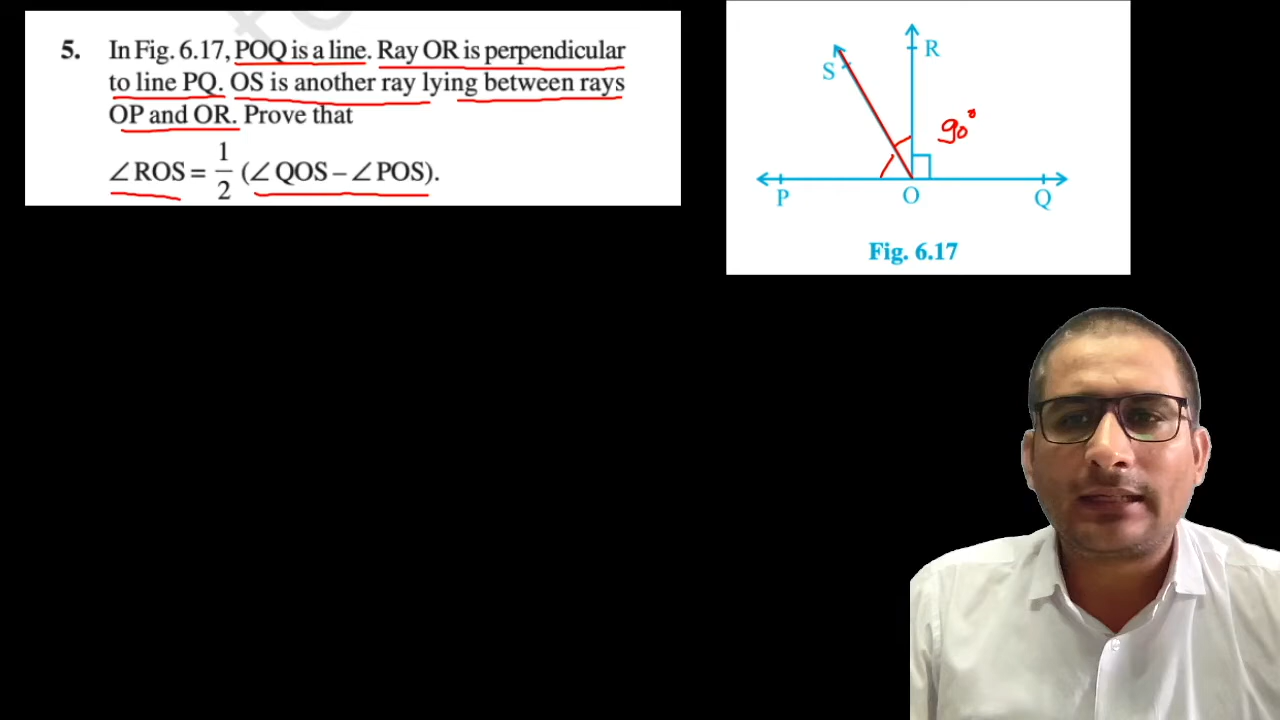 5. In Fig. 6.17, POQ is a line. Ray OR is perpendicular
to line PQ. OS is another ray lying between rays
OP and OR. Prove that
∠ROS = 1/2 (∠QOS – ∠POS).
R
S
90°
P
O
Q
Fig. 6.17